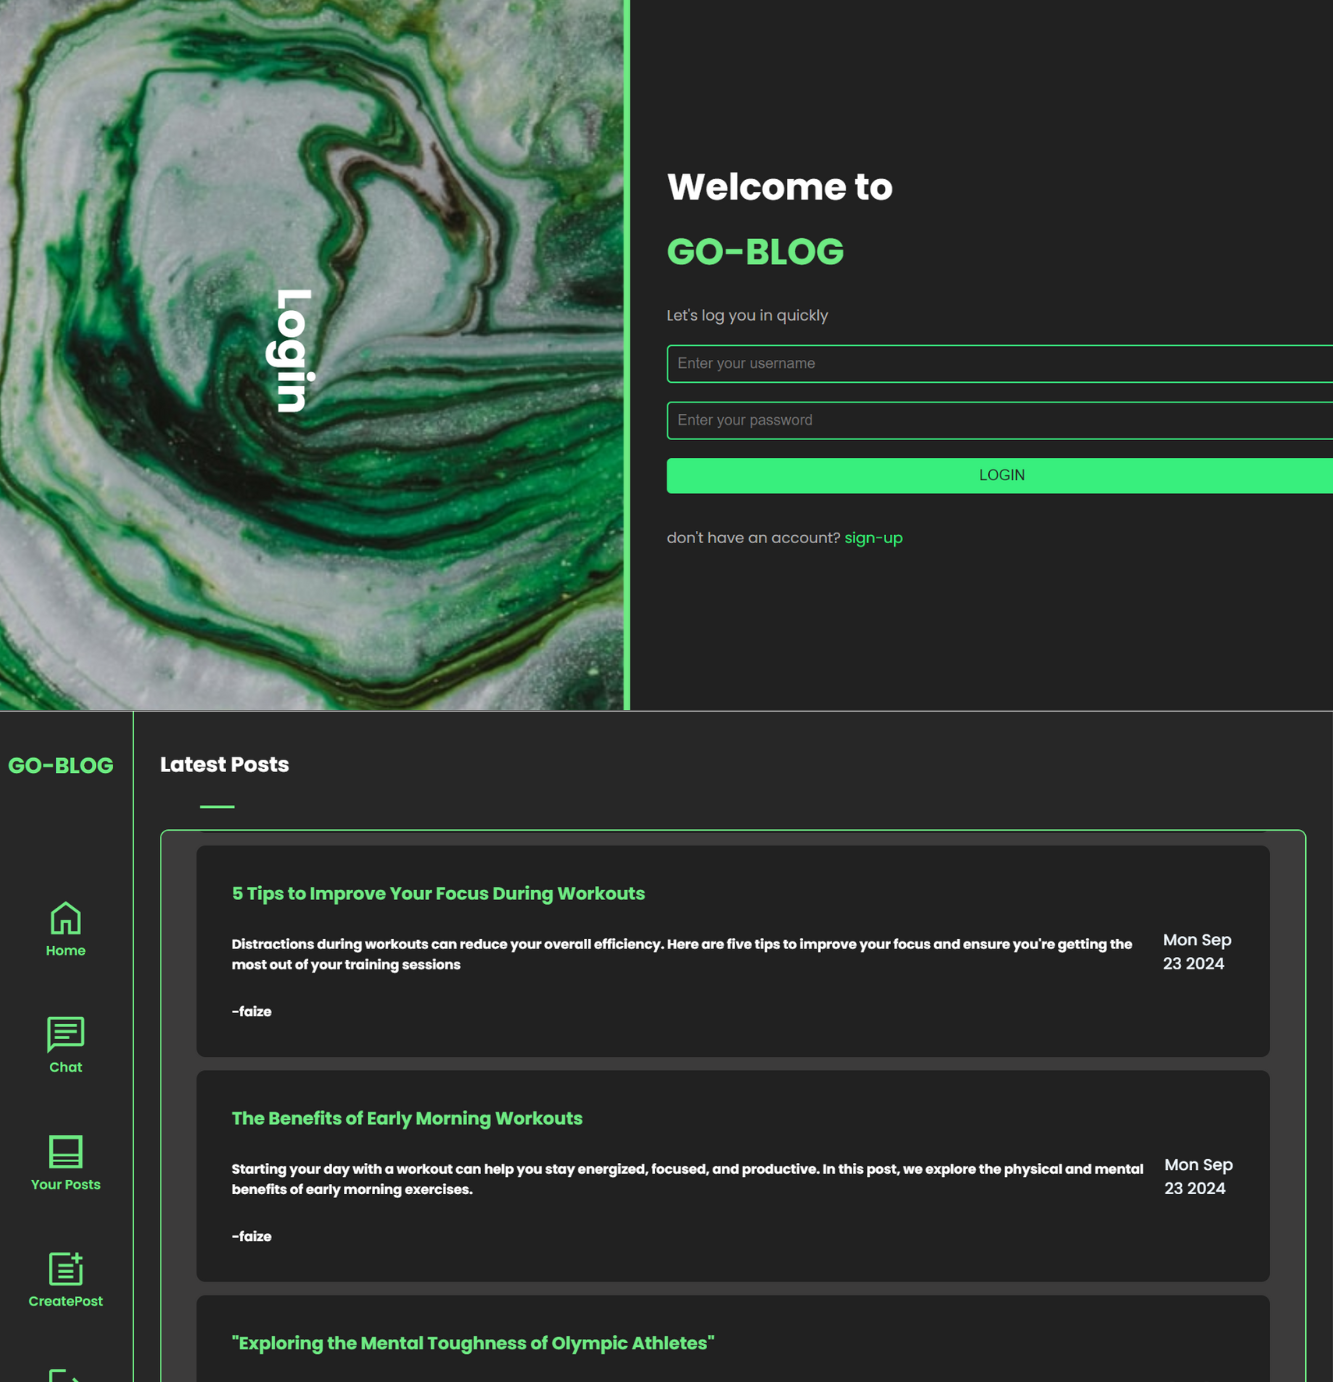 Login
Welcome to
GO-BLOG
Let's log you in quickly
Enter your username
Enter your password
LOGIN
don't have an account? sign-up
GO-BLOG
Home
Chat
Your Posts
CreatePost
Latest Posts
5 Tips to Improve Your Focus During Workouts
Distractions during workouts can reduce your overall efficiency. Here are five tips to improve your focus and ensure you're getting the
most out of your training sessions
-faize
Mon Sep
23 2024
The Benefits of Early Morning Workouts
Starting your day with a workout can help you stay energized, focused, and productive. In this post, we explore the physical and mental
benefits of early morning exercises.
-faize
Mon Sep
23 2024
"Exploring the Mental Toughness of Olympic Athletes"